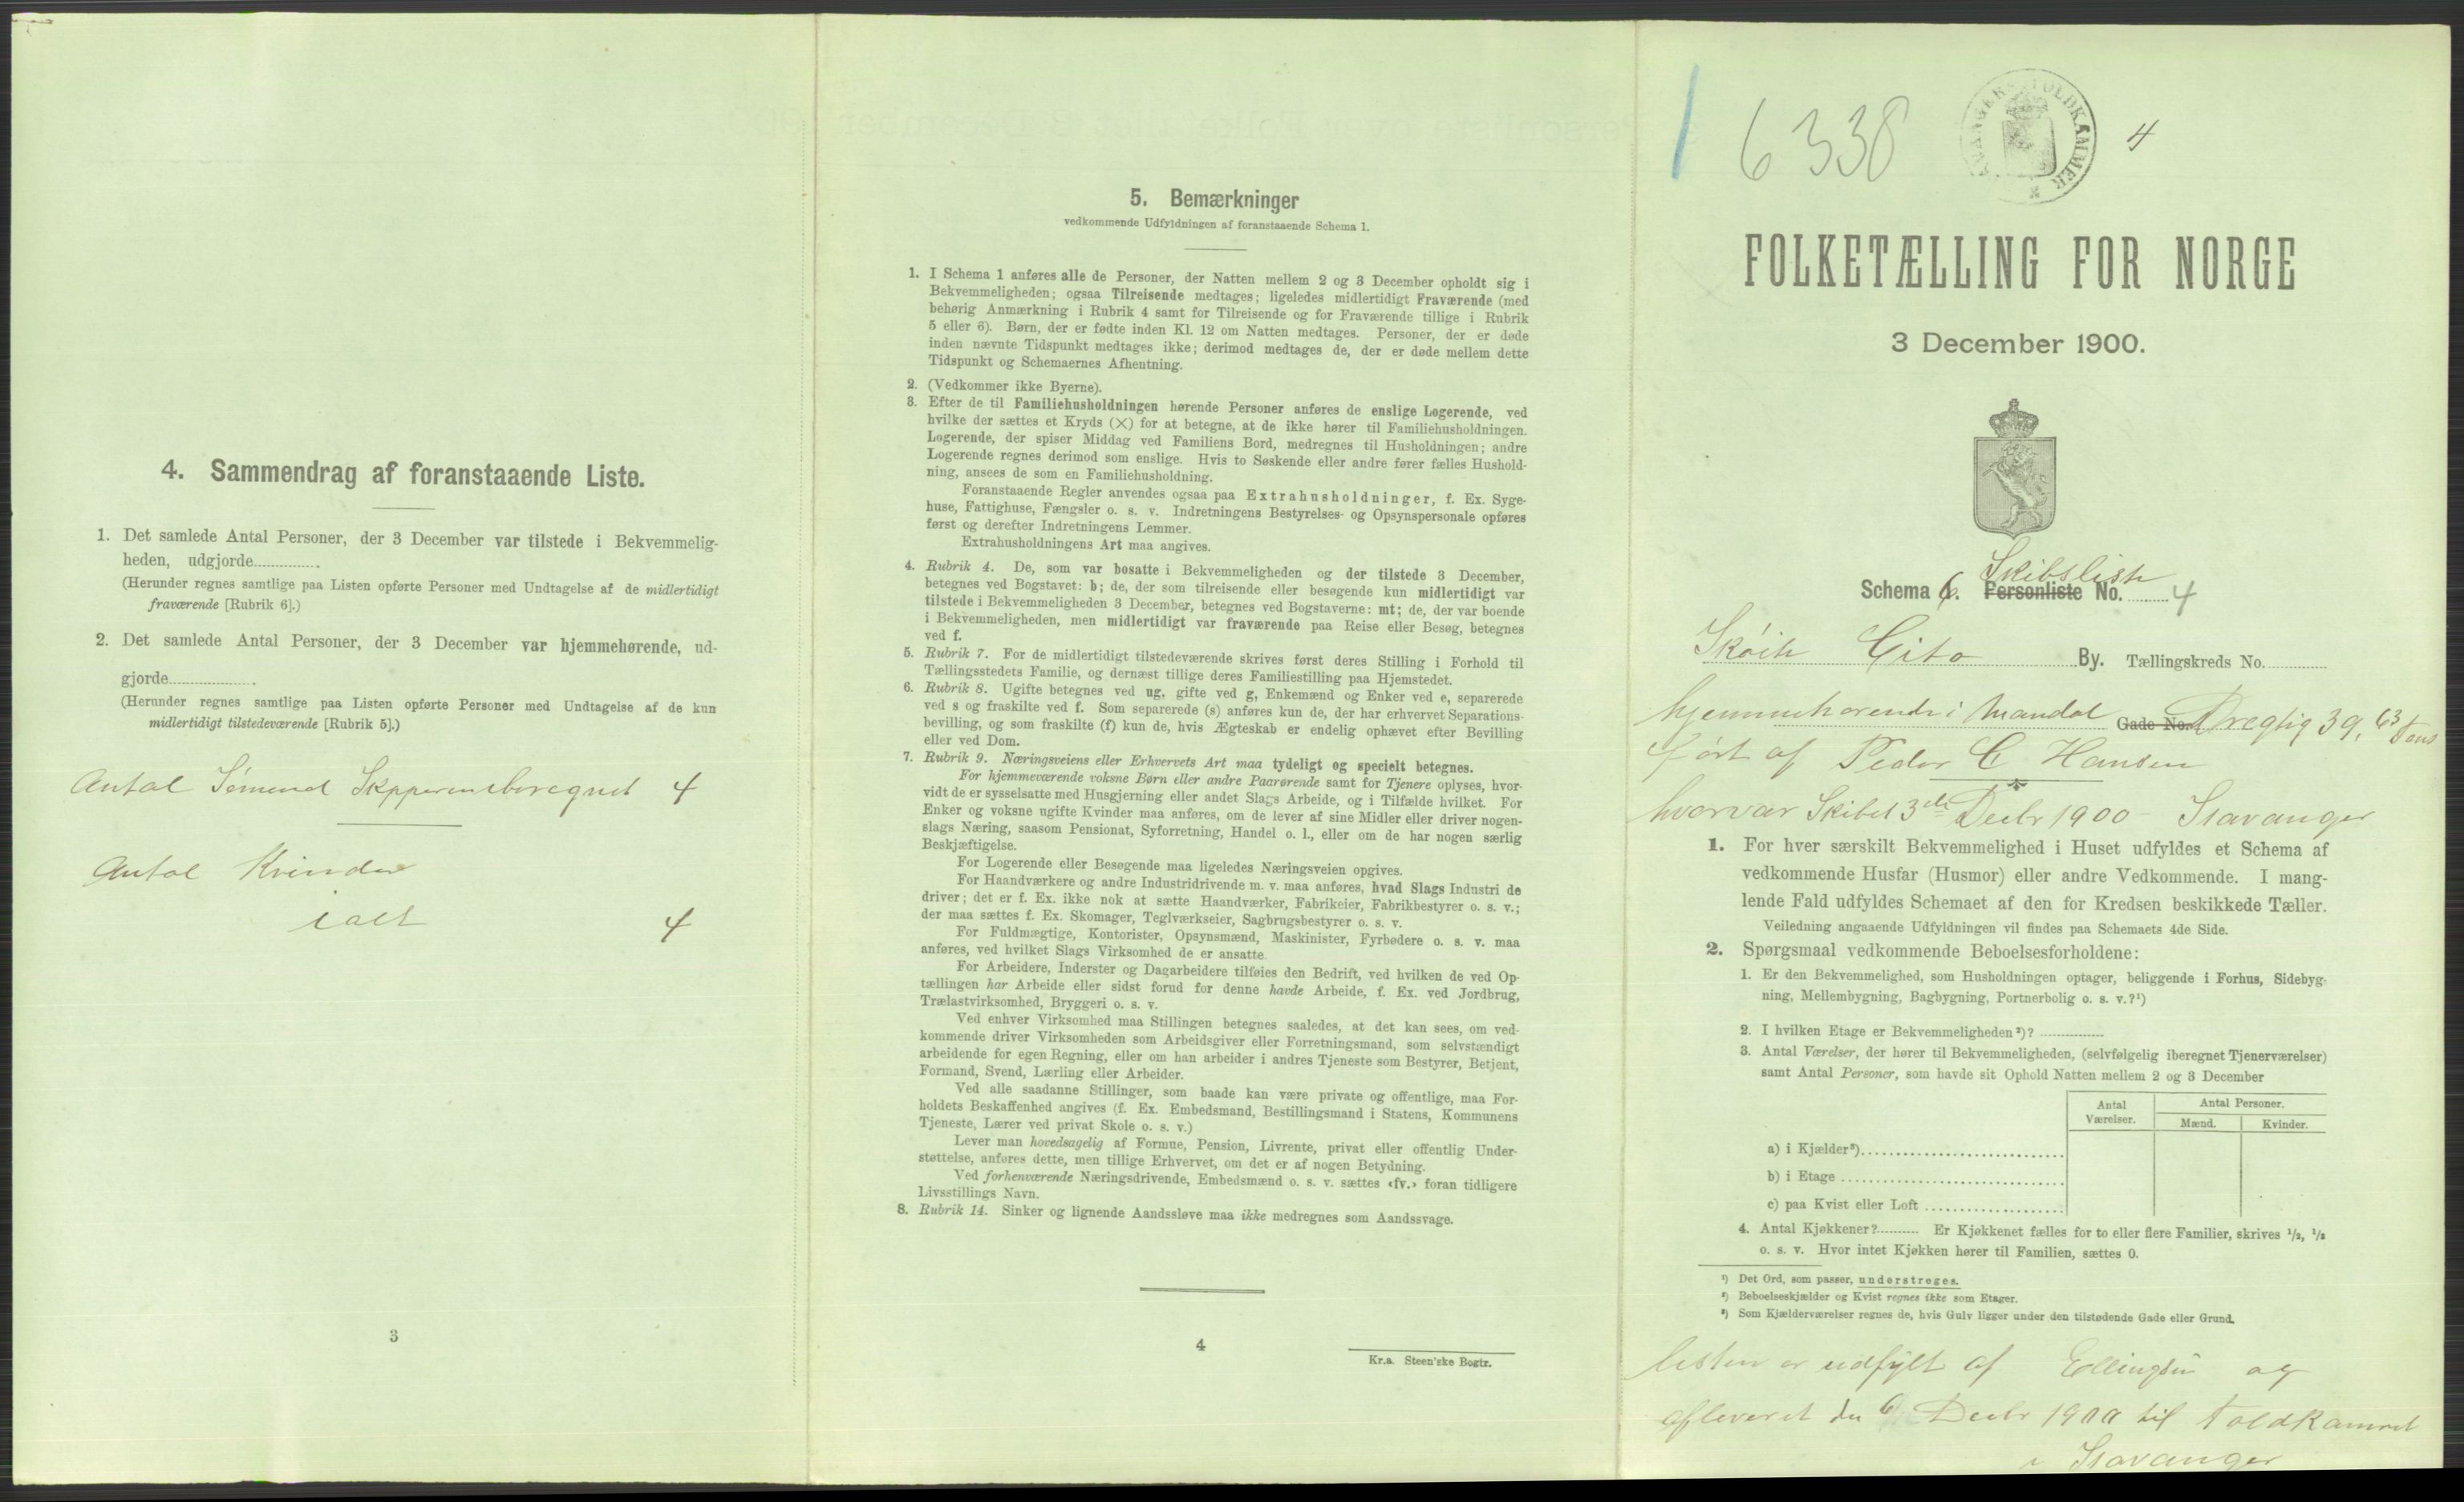 4. Sammendrag af foranstaaende Liste.
1. Det samlede Antal Personer, der 3 December var tilstede i Bekvemmelig-
heden, udgjorde
(Herunder regnes samtlige paa Listen opførte Personer med Undtagelse af de midlertidigt
fraværende [Rubrik 6].)
2. Det samlede Antal Personer, der 3 December var hjemmehørende, ud-
gjorde
(Herunder regnes samtlige paa Listen opførte Personer med Undtagelse af de kun
midlertidigt tilstedeværende [Rubrik 5].)
Antal Sømænd 4
Antal Kvinder
ialt 4
3
5. Bemærkninger
vedkommende Udfyldningen af foranstaaende Schema 1.
1. I Schema 1 anføres alle de Personer, der Natten mellem 2 og 3 December opholdt sig i
Bekvemmeligheden; ogsaa Tilreisende medtages; ligeledes midlertidigt Fraværende (med
behørig Anmærkning i Rubrik 4 samt for Tilreisende og for Fraværende tillige i Rubrik
5 eller 6). Børn, der er fødte inden Kl. 12 om Natten medtages. Personer, der er døde
inden nævnte Tidspunkt medtages ikke; derimod medtages de, der er døde mellem dette
Tidspunkt og Schemaernes Afhentning.
2. (Vedkommer ikke Byerne).
3. Efter de til Familiehusholdningen hørende Personer anføres de enslige Logerende, ved
hvilke der sættes et Kryds (×) for at betegne, at de ikke hører til Familiehusholdningen.
Logerende, der spiser Middag ved Familiens Bord, medregnes til Husholdningen; andre
Logerende regnes derimod som enslige. Hvis to Søskende eller andre fører fælles Hushold-
ning, ansees de som en Familiehusholdning.
Foranstaaende Regler anvendes ogsaa paa Extrahusholdninger, f. Ex. Syge-
huse, Fattighuse, Fængsler o. s. v. Indretningens Bestyrelses- og Opsynspersonale opføres
først og derefter Indretningens Lemmer.
Extrahusholdningens Art maa angives.
4. Rubrik 4. De, som var bosatte i Bekvemmeligheden og der tilstede 3 December,
betegnes ved Bogstavet: b; de, der som tilreisende eller besøgende kun midlertidigt var
tilstede i Bekvemmeligheden 3 December, betegnes ved Bogstaverne: mt; de, der var boende
i Bekvemmeligheden, men midlertidigt var fraværende paa Reise eller Besøg, betegnes
ved f.
5. Rubrik 7. For de midlertidigt tilstedeværende skrives først deres Stilling i Forhold til
Tællingsstedets Familie, og dernæst tillige deres Familiestilling paa Hjemstedet.
6. Rubrik 8. Ugifte betegnes ved ug, gifte ved g, Enkemænd og Enker ved e, separerede
ved s og fraskilte ved f. Som separerede (s) anføres kun de, der har erhvervet Separations-
bevilling, og som fraskilte (f) kun de, hvis Ægteskab er endelig ophævet efter Bevilling
eller ved Dom.
7. Rubrik 9. Næringsveiens eller Erhvervets Art maa tydeligt og specielt betegnes.
For hjemmeværende voksne Børn eller andre Paarørende samt for Tjenere oplyses, hvor-
vidt de er sysselsatte med Husgjerning eller andet Slags Arbeide, og i Tilfælde hvilket. For
Enker og voksne ugifte Kvinder maa anføres, om de lever af sine Midler eller driver nogen-
slags Næring, saasom Pensionat, Syforretning, Handel o. l., eller om de har nogen særlig
Beskjæftigelse.
For Logerende eller Besøgende maa ligeledes Næringsveien opgives.
For Haandværkere og andre Industridrivende m. v. maa anføres, hvad Slags Industri de
driver; det er f. Ex. ikke nok at sætte Haandværker, Fabrikeier, Fabrikbestyrer o. s. v.;
der maa sættes f. Ex. Skomager, Teglværkseier, Sagbrugsbestyrer o. s. v.
For Fuldmægtige, Kontorister, Opsynsmænd, Maskinister, Fyrbødere o. s. v. maa
anføres, ved hvilket Slags Virksomhed de er ansatte.
For Arbeidere, Inderster og Dagarbeidere tilføies den Bedrift, ved hvilken de ved Op-
tællingen har Arbeide eller sidst forud for denne havde Arbeide, f. Ex. ved Jordbrug,
Trælastvirksomhed, Bryggeri o. s. v.
Ved enhver Virksomhed maa Stillingen betegnes saaledes, at det kan sees, om ved-
kommende driver Virksomheden som Arbeidsgiver eller Forretningsmand, som selvstændigt
arbeidende for egen Regning, eller om han arbeider i andres Tjeneste som Bestyrer, Betjent,
Formand, Svend, Lærling eller Arbeider.
Ved alle saadanne Stillinger, som baade kan være private og offentlige, maa For-
holdets Beskaffenhed angives (f. Ex. Embedsmand, Bestillingsmand i Statens, Kommunens
Tjeneste, Lærer ved privat Skole o. s. v.)
Lever man hovedsagelig af Formue, Pension, Livrente, privat eller offentlig Under-
støttelse, anføres dette, men tillige Erhvervet, om det er af nogen Betydning.
Ved forhenværende Næringsdrivende, Embedsmænd o. s. v. sættes «fv.» foran tidligere
Livsstillings Navn.
8. Rubrik 14. Sinker og lignende Aandssløve maa ikke medregnes som Aandssvage.
4
Kr.a. Steen'ske Bogtr.
6338
STAVANGER TOLDKAMMER
4
FOLKETÆLLING FOR NORGE
3 December 1900.
Skibsliste
Schema 6. Personliste No. 4
Skøite Cito By. Tællingskreds No.
hjemmehørende i Mandal Gade No. Drægtig 39,63 Tons
ført af Peder C Hansen
hvor var Skibet 3de Decbr 1900 - Stavanger
1. For hver særskilt Bekvemmelighed i Huset udfyldes et Schema af
vedkommende Husfar (Husmor) eller andre Vedkommende. I mang-
lende Fald udfyldes Schemaet af den for Kredsen beskikkede Tæller.
Veiledning angaaende Udfyldningen vil findes paa Schemaets 4de Side.
2. Spørgsmaal vedkommende Beboelsesforholdene:
1. Er den Bekvemmelighed, som Husholdningen optager, beliggende i Forhus, Sidebyg-
ning, Mellembygning, Bagbygning, Portnerbolig o. s. v.?¹)
2. I hvilken Etage er Bekvemmeligheden²)?
3. Antal Værelser, der hører til Bekvemmeligheden, (selvfølgelig iberegnet Tjenerværelser)
samt Antal Personer, som havde sit Ophold Natten mellem 2 og 3 December
Antal Værelser. Antal Personer.
Mænd. Kvinder.
a) i Kjælder³)
b) i Etage
c) paa Kvist eller Loft
4. Antal Kjøkkener? Er Kjøkkenet fælles for to eller flere Familier, skrives ¹/₂, ¹/₃
o. s. v. Hvor intet Kjøkken hører til Familien, sættes 0.
¹) Det Ord, som passer, understreges.
²) Beboelseskjælder og Kvist regnes ikke som Etager.
³) Som Kjælderværelser regnes de, hvis Gulv ligger under den tilstødende Gade eller Grund.
Listen er udfylt af Ellingsen og
afleveret den 6 Decbr 1900 til Toldkamret
i Stavanger